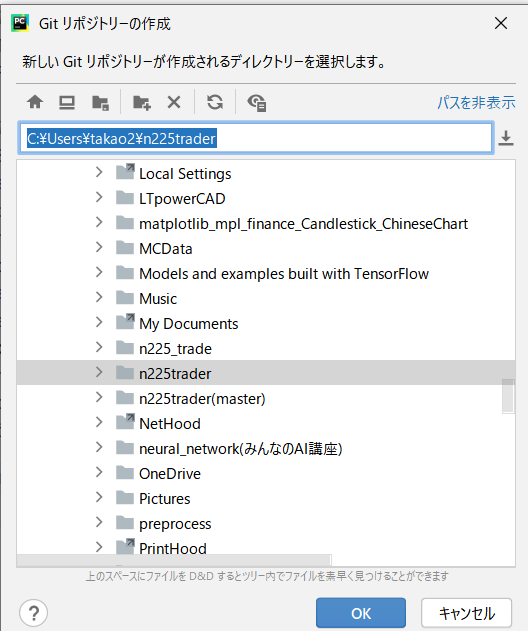 PC
Git リポジトリーの作成
新しい Git リポジトリーが作成されるディレクトリーを選択します。
パスを非表示
C:¥Users¥takao2¥n225trader
Local Settings
LTpowerCAD
matplotlib_mpl_finance_Candlestick_ChineseChart
MCData
Models and examples built with TensorFlow
Music
My Documents
n225_trade
n225trader
n225trader(master)
NetHood
neural_network(みんなのAI講座)
OneDrive
Pictures
preprocess
PrintHood
上のスペースにファイルを D&D するとツリー内でファイルを素早く見つけることができます
?
OK
キャンセル